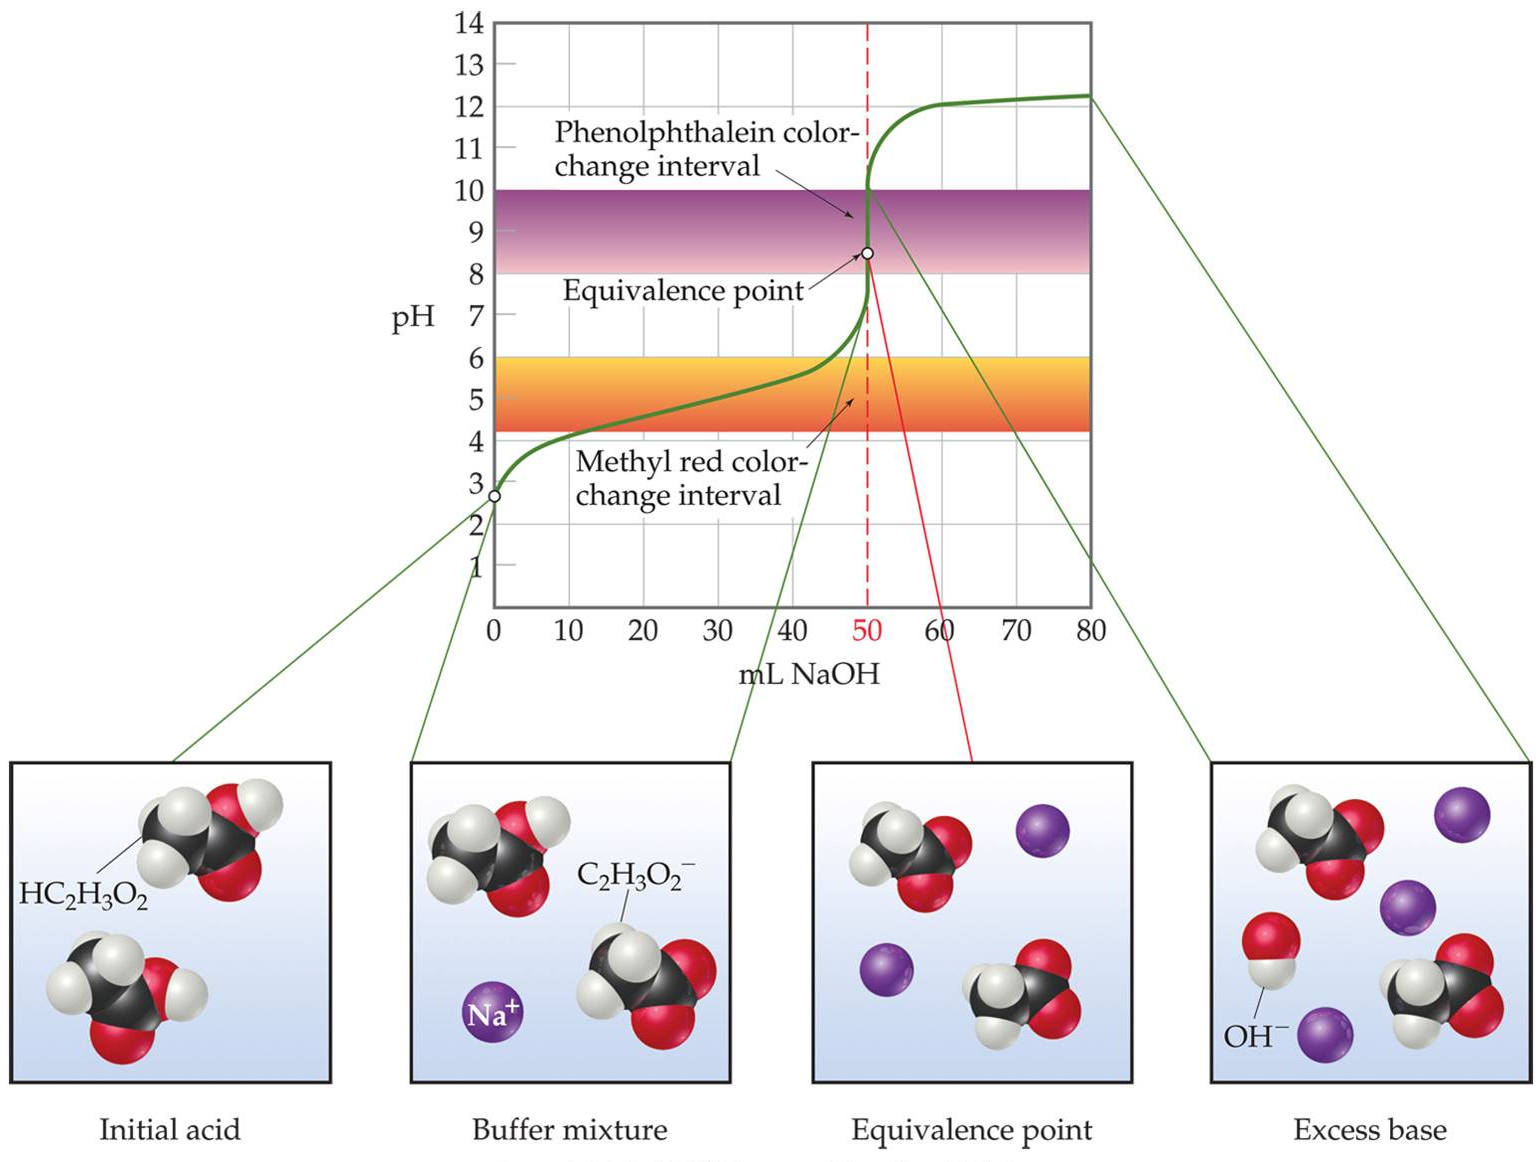 14
13
12
11
10
9
8
7
6
5
4
3
2
1
pH
Phenolphthalein color-
change interval
Equivalence point
Methyl red color-
change interval
0 10 20 30 40 50 60 70 80
mL NaOH
HC₂H₃O₂
C₂H₃O₂⁻
Na⁺
OH⁻
Initial acid
Buffer mixture
Equivalence point
Excess base